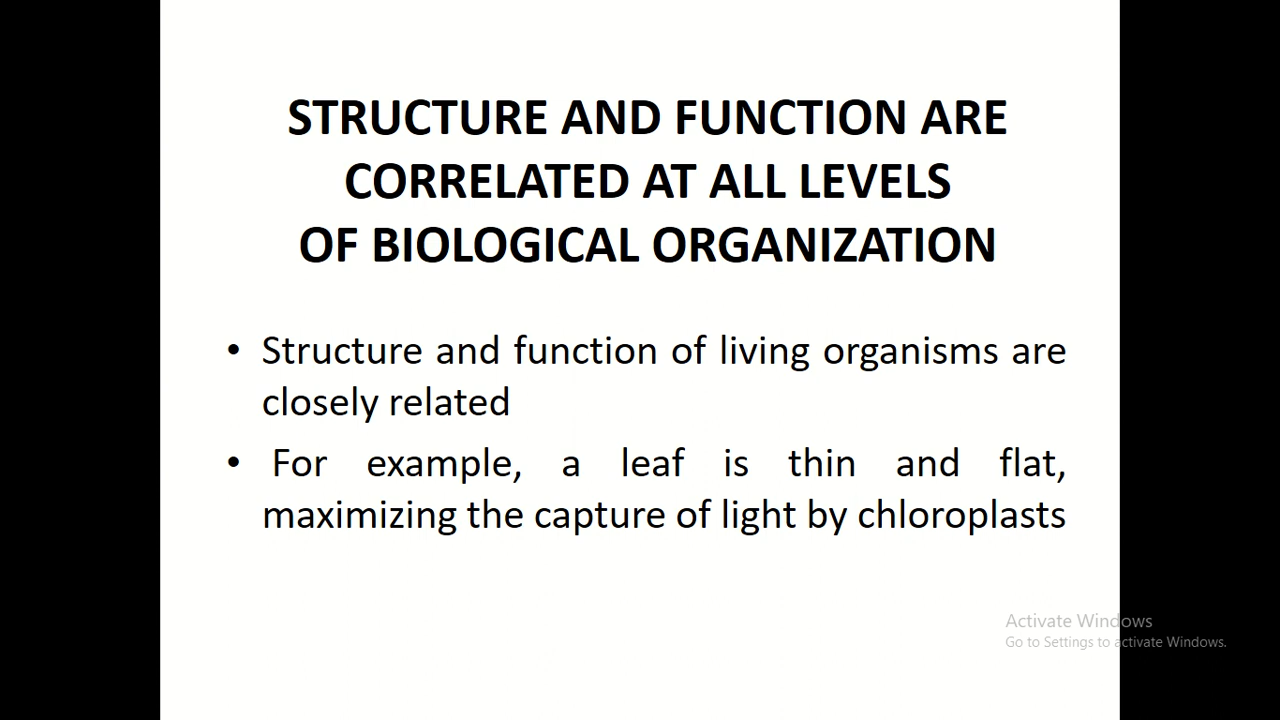 STRUCTURE AND FUNCTION ARE
CORRELATED AT ALL LEVELS
OF BIOLOGICAL ORGANIZATION
• Structure and function of living organisms are
closely related
• For example, a leaf is thin and flat,
maximizing the capture of light by chloroplasts
Activate Windows
Go to Settings to activate Windows.